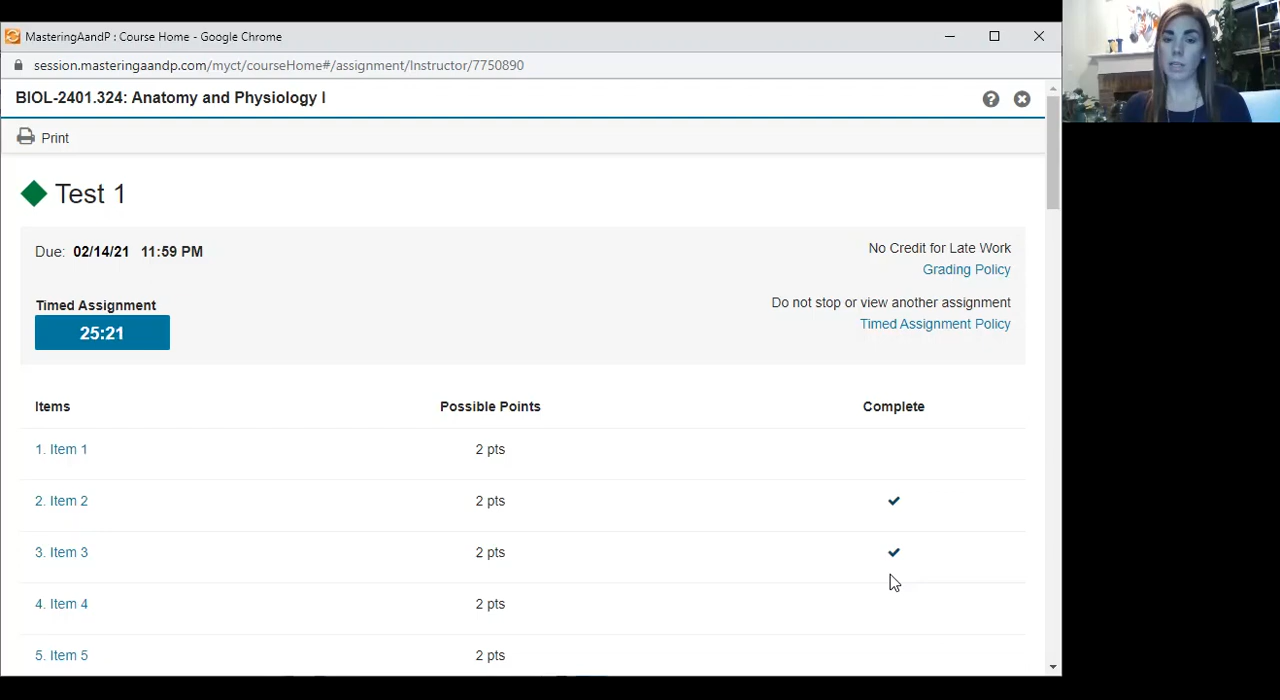 MasteringAandP : Course Home - Google Chrome
session.masteringaandp.com/myct/courseHome#/assignment/Instructor/7750890
BIOL-2401.324: Anatomy and Physiology I
?
Print
Test 1
Due: 02/14/21 11:59 PM
No Credit for Late Work
Grading Policy
Timed Assignment
25:21
Do not stop or view another assignment
Timed Assignment Policy
Items Possible Points Complete
1. Item 1 2 pts
2. Item 2 2 pts
3. Item 3 2 pts
4. Item 4 2 pts
5. Item 5 2 pts